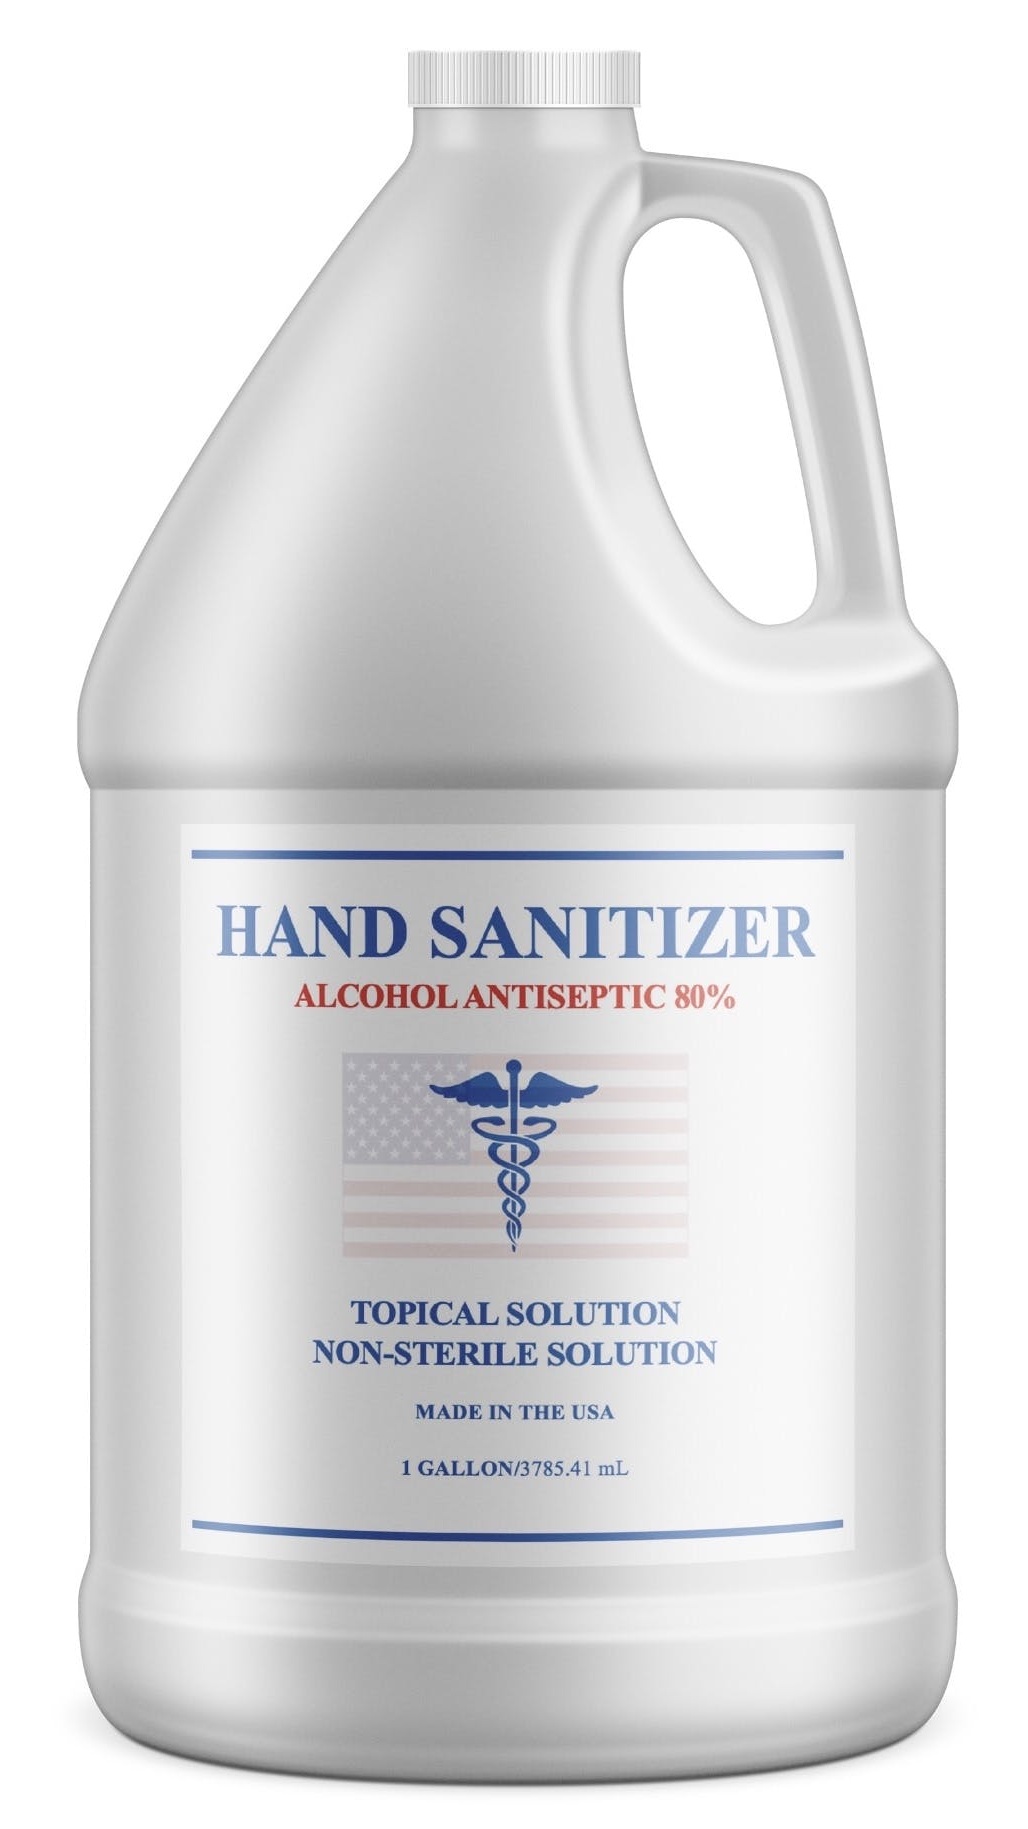 HAND SANITIZER
ALCOHOL ANTISEPTIC 80%
TOPICAL SOLUTION
NON-STERILE SOLUTION
MADE IN THE USA
1 GALLON/3785.41 mL